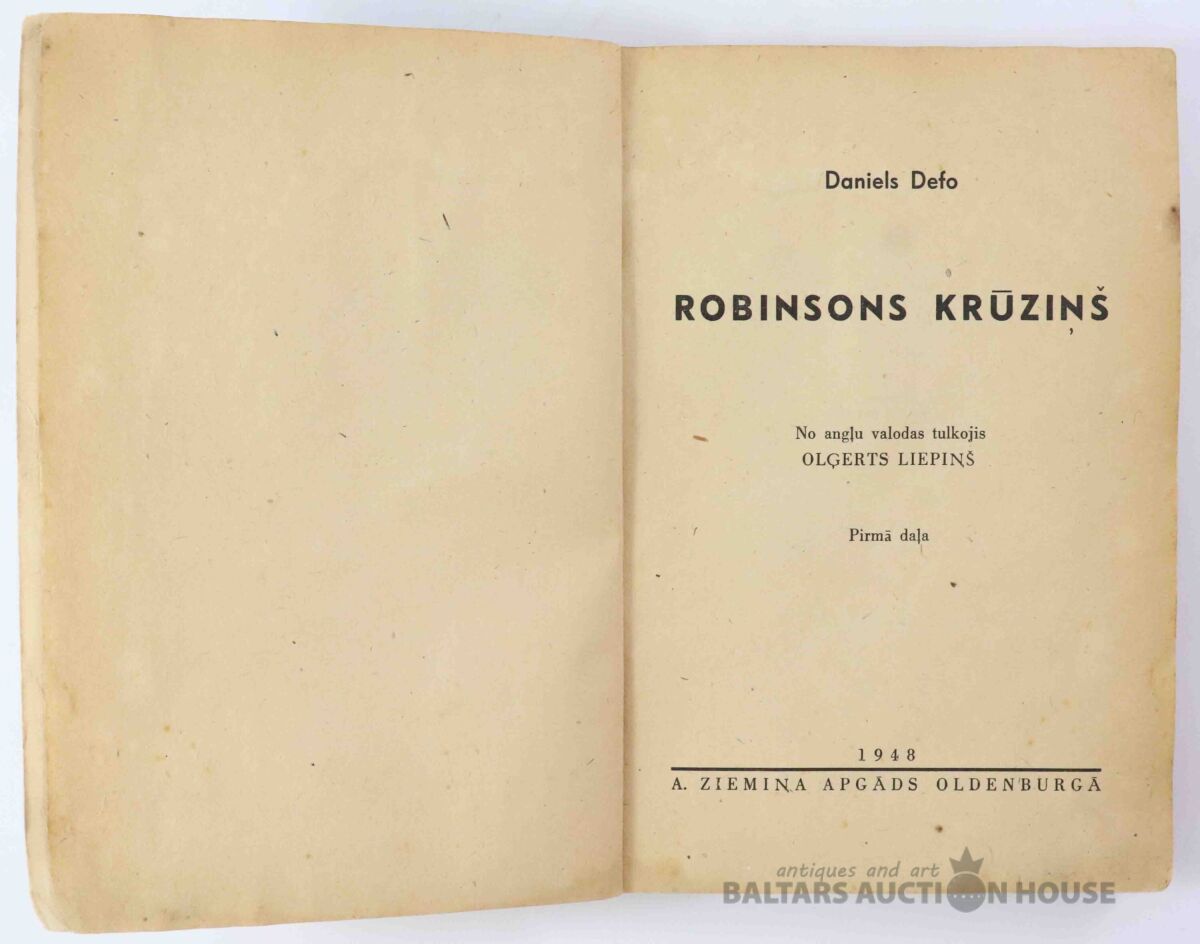 Daniels Defo
ROBINSONS KRŪZIŅŠ
No angļu valodas tulkojis
OLĢERTS LIEPIŅŠ
Pirmā daļa
1948
A. ZIEMIŅA APGĀDS OLDENBURGĀ
antiques and art
BALTARS AUCTION HOUSE